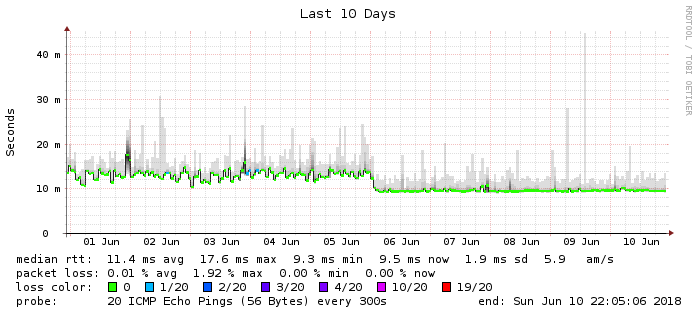 Last 10 Days
RRDTOOL / TOBI OETIKER
Seconds
40 m
30 m
20 m
10 m
0
01 Jun 02 Jun 03 Jun 04 Jun 05 Jun 06 Jun 07 Jun 08 Jun 09 Jun 10 Jun
median rtt: 11.4 ms avg 17.6 ms max 9.3 ms min 9.5 ms now 1.9 ms sd 5.9 am/s
packet loss: 0.01 % avg 1.92 % max 0.00 % min 0.00 % now
loss color: 0 1/20 2/20 3/20 4/20 10/20 19/20
probe: 20 ICMP Echo Pings (56 Bytes) every 300s end: Sun Jun 10 22:05:06 2018